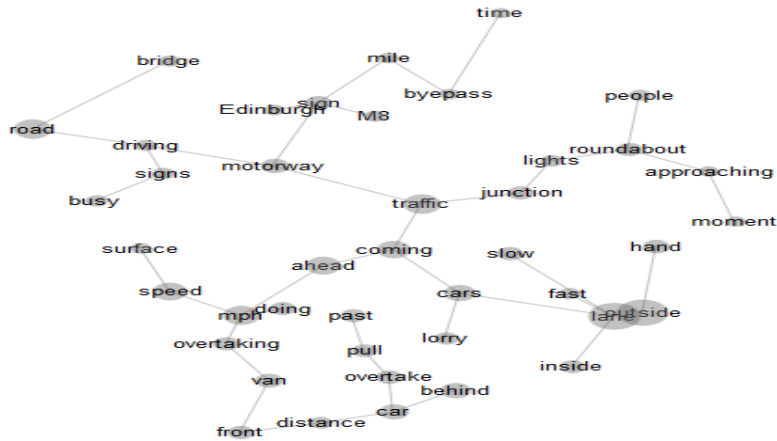 time
bridge
mile
byepass
people
Edinburgh
sign
M8
road
driving
roundabout
lights
approaching
signs
motorway
busy
junction
traffic
moment
surface
coming
slow
hand
ahead
speed
cars
fast
mph
doing
past
lane
outside
overtaking
lorry
pull
inside
van
overtake
behind
front
distance
car